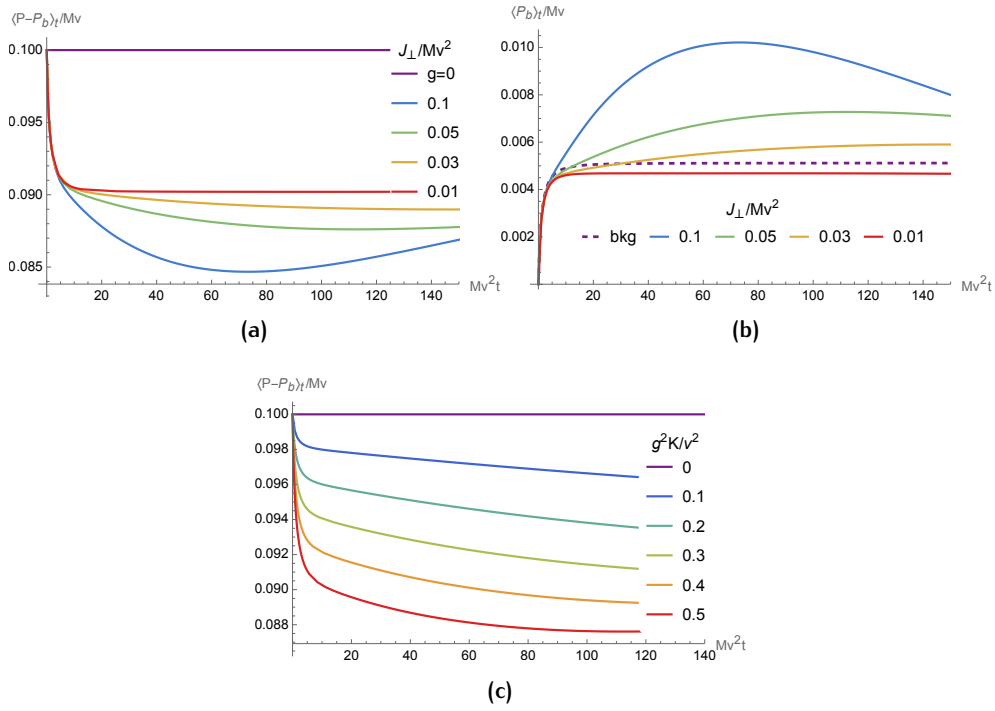 ⟨P−P_b⟩_t/Mv
0.100
0.095
0.090
0.085
20 40 60 80 100 120 140
Mv²t
J⊥/Mv²
g=0
0.1
0.05
0.03
0.01
(a)
⟨P_b⟩_t/Mv
0.010
0.008
0.006
0.004
0.002
J⊥/Mv²
bkg 0.1 0.05 0.03 0.01
20 40 60 80 100 120 140
Mv²t
(b)
⟨P−P_b⟩_t/Mv
0.100
0.098
0.096
0.094
0.092
0.090
0.088
20 40 60 80 100 120 140
Mv²t
g²K/v²
0
0.1
0.2
0.3
0.4
0.5
(c)